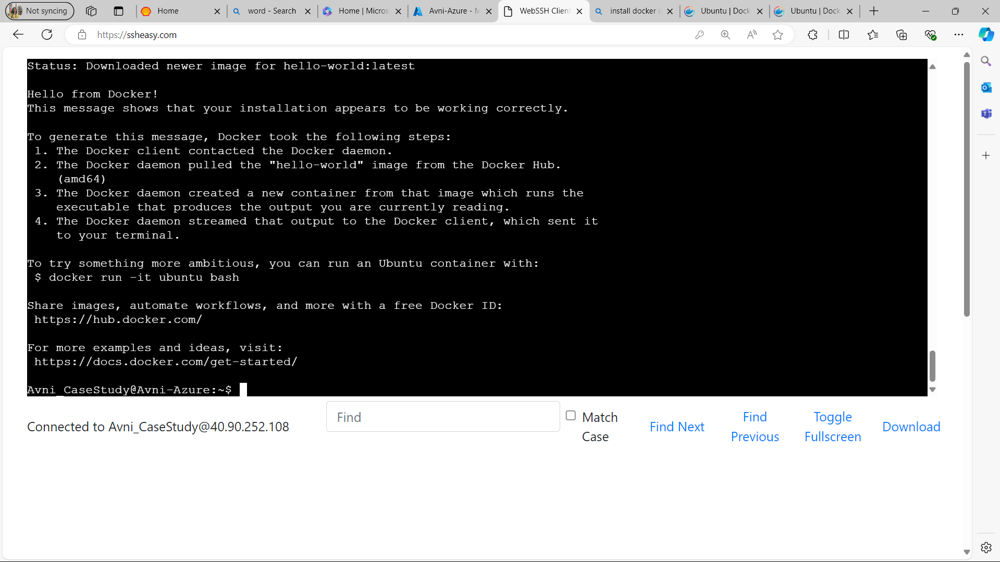 Not syncing
Home
word - Search
Home | Micros
Avni-Azure - M
WebSSH Client
install docker i
Ubuntu | Dock
Ubuntu | Dock
https://ssheasy.com
Status: Downloaded newer image for hello-world:latest
Hello from Docker!
This message shows that your installation appears to be working correctly.
To generate this message, Docker took the following steps:
1. The Docker client contacted the Docker daemon.
2. The Docker daemon pulled the "hello-world" image from the Docker Hub.
(amd64)
3. The Docker daemon created a new container from that image which runs the
executable that produces the output you are currently reading.
4. The Docker daemon streamed that output to the Docker client, which sent it
to your terminal.
To try something more ambitious, you can run an Ubuntu container with:
$ docker run -it ubuntu bash
Share images, automate workflows, and more with a free Docker ID:
https://hub.docker.com/
For more examples and ideas, visit:
https://docs.docker.com/get-started/
Avni_CaseStudy@Avni-Azure:~$
Connected to Avni_CaseStudy@40.90.252.108
Find
Match
Case
Find Next
Find
Previous
Toggle
Fullscreen
Download